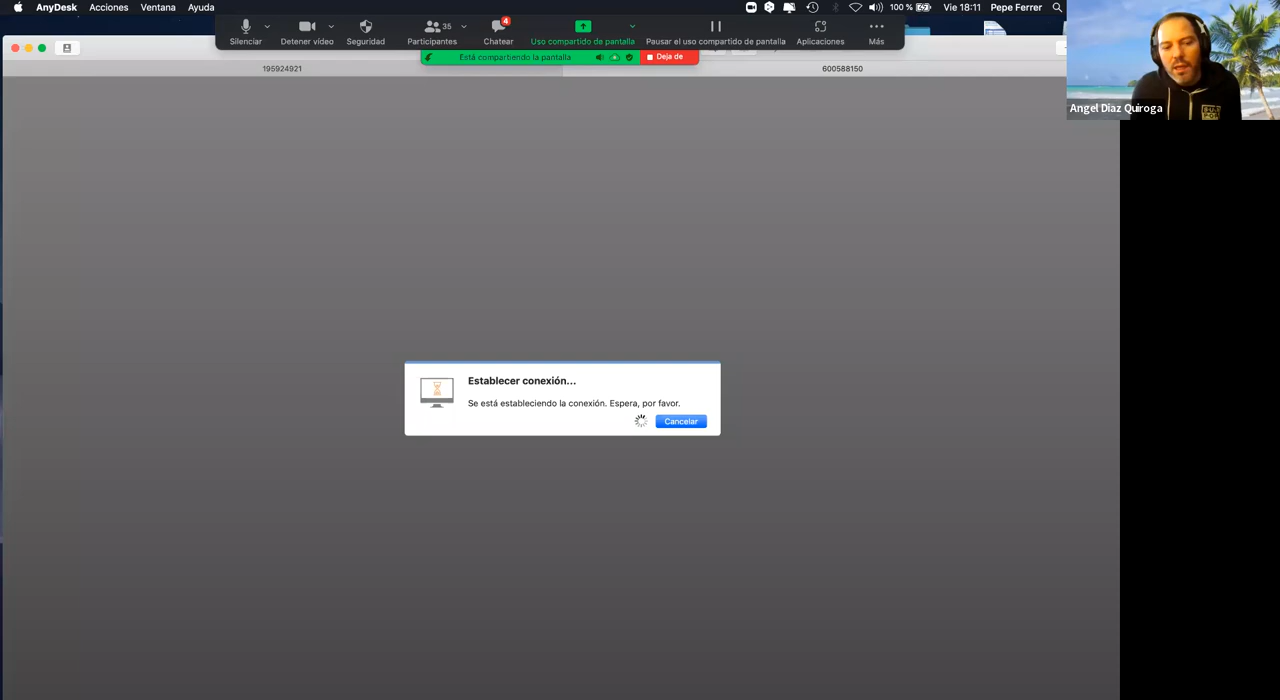 AnyDesk Acciones Ventana Ayuda
100 % Vie 18:11 Pepe Ferrer
Silenciar
Detener vídeo
Seguridad
35
Participantes
4
Chatear
Uso compartido de pantalla
Pausar el uso compartido de pantalla
Aplicaciones
Más
Está compartiendo la pantalla
Deja de
195924921
600588150
Angel Diaz Quiroga
Establecer conexión...
Se está estableciendo la conexión. Espera, por favor.
Cancelar